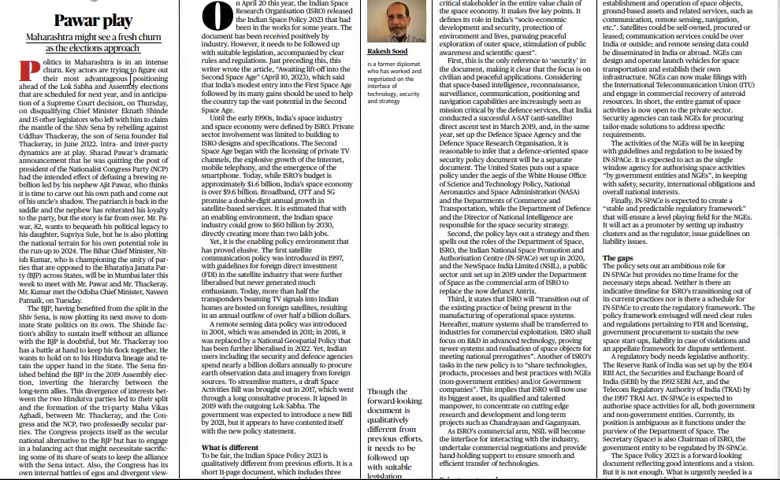 Pawar play
Maharashtra might see a fresh churn
as the elections approach
Politics in Maharashtra is in an intense
churn. Key actors are trying to figure out
their most advantageous positioning
ahead of the Lok Sabha and Assembly elections
that are scheduled for next year, and in anticipa-
tion of a Supreme Court decision, on Thursday,
on disqualifying Chief Minister Eknath Shinde
and 15 other legislators who left with him to claim
the mantle of the Shiv Sena by rebelling against
Uddhav Thackeray, the son of Sena founder Bal
Thackeray, in June 2022. Intra- and inter-party
dynamics are at play. Sharad Pawar's dramatic
announcement that he was quitting the post of
president of the Nationalist Congress Party (NCP)
had the intended effect of defusing a brewing re-
bellion led by his nephew Ajit Pawar, who thinks
it is time to carve out his own path and come out
of his uncle's shadow. The patriarch is back in the
saddle and the nephew has reiterated his loyalty
to the party, but the story is far from over. Mr. Pa-
war, 82, wants to bequeath his political legacy to
his daughter, Supriya Sule, but he is also plotting
the national terrain for his own potential role in
the run-up to 2024. The Bihar Chief Minister, Nit-
ish Kumar, who is championing the unity of par-
ties that are opposed to the Bharatiya Janata Par-
ty (BJP) across States, will be in Mumbai later this
week to meet with Mr. Pawar and Mr. Thackeray.
Mr. Kumar met the Odisha Chief Minister, Naveen
Patnaik, on Tuesday.
The BJP, having benefited from the split in the
Shiv Sena, is now plotting its next move to dom-
inate State politics on its own. The Shinde fac-
tion's ability to sustain itself without an alliance
with the BJP is doubtful, but Mr. Thackeray too
has a battle at hand to keep his flock together. He
wants to hold on to his Hindutva lineage and re-
tain the upper hand in the State. The Sena fin-
ished behind the BJP in the 2019 Assembly elec-
tion, inverting the hierarchy between the
long-term allies. This divergence of interests bet-
ween the two Hindutva parties led to their split
and the formation of the tri-party Maha Vikas
Aghadi, between Mr. Thackeray, and the Con-
gress and the NCP, two professedly secular par-
ties. The Congress projects itself as the secular
national alternative to the BJP but has to engage
in a balancing act that might necessitate sacrific-
ing some of its share of seats to keep the alliance
with the Sena intact. Also, the Congress has its
own internal battles of egos and divergent view-
On April 20 this year, the Indian Space
Research Organisation (ISRO) released
the Indian Space Policy 2023 that had
been in the works for some years. The
document has been received positively by
industry. However, it needs to be followed up
with suitable legislation, accompanied by clear
rules and regulations. Just preceding this, this
writer wrote the article, "Awaiting lift-off into the
Second Space Age" (April 10, 2023), which said
that India's modest entry into the First Space Age
followed by its many gains should be used to help
the country tap the vast potential in the Second
Space Age.
Until the early 1990s, India's space industry
and space economy were defined by ISRO. Private
sector involvement was limited to building to
ISRO designs and specifications. The Second
Space Age began with the licensing of private TV
channels, the explosive growth of the Internet,
mobile telephony, and the emergence of the
smartphone. Today, while ISRO's budget is
approximately $1.6 billion, India's space economy
is over $9.6 billion. Broadband, OTT and 5G
promise a double-digit annual growth in
satellite-based services. It is estimated that with
an enabling environment, the Indian space
industry could grow to $60 billion by 2030,
directly creating more than two lakh jobs.
Yet, it is the enabling policy environment that
has proved elusive. The first satellite
communication policy was introduced in 1997,
with guidelines for foreign direct investment
(FDI) in the satellite industry that were further
liberalised but never generated much
enthusiasm. Today, more than half the
transponders beaming TV signals into Indian
homes are hosted on foreign satellites, resulting
in an annual outflow of over half a billion dollars.
A remote sensing data policy was introduced
in 2001, which was amended in 2011; in 2016, it
was replaced by a National Geospatial Policy that
has been further liberalised in 2022. Yet, Indian
users including the security and defence agencies
spend nearly a billion dollars annually to procure
earth observation data and imagery from foreign
sources. To streamline matters, a draft Space
Activities Bill was brought out in 2017, which went
through a long consultative process. It lapsed in
2019 with the outgoing Lok Sabha. The
government was expected to introduce a new Bill
by 2021, but it appears to have contented itself
with the new policy statement.
What is different
To be fair, the Indian Space Policy 2023 is
qualitatively different from previous efforts. It is a
short 11-page document, which includes three
Rakesh Sood
is a former diplomat
who has worked and
negotiated on the
interface of
technology, security
and strategy
Though the
forward-looking
document is
qualitatively
different from
previous efforts,
it needs to be
followed up
with suitable
legislation
critical stakeholder in the entire value chain of
the space economy. It makes five key points. It
defines its role in India's "socio-economic
development and security, protection of
environment and lives, pursuing peaceful
exploration of outer space, stimulation of public
awareness and scientific quest".
First, this is the only reference to 'security' in
the document, making it clear that the focus is on
civilian and peaceful applications. Considering
that space-based intelligence, reconnaissance,
surveillance, communication, positioning and
navigation capabilities are increasingly seen as
mission critical by the defence services, that India
conducted a successful A-SAT (anti-satellite)
direct ascent test in March 2019, and, in the same
year, set up the Defence Space Agency and the
Defence Space Research Organisation, it is
reasonable to infer that a defence-oriented space
security policy document will be a separate
document. The United States puts out a space
policy under the aegis of the White House Office
of Science and Technology Policy, National
Aeronautics and Space Administration (NASA)
and the Departments of Commerce and
Transportation, while the Department of Defence
and the Director of National Intelligence are
responsible for the space security strategy.
Second, the policy lays out a strategy and then
spells out the roles of the Department of Space,
ISRO, the Indian National Space Promotion and
Authorisation Centre (IN-SPACe) set up in 2020,
and the NewSpace India Limited (NSIL), a public
sector unit set up in 2019 under the Department
of Space as the commercial arm of ISRO to
replace the now defunct Antrix.
Third, it states that ISRO will "transition out of
the existing practice of being present in the
manufacturing of operational space systems.
Hereafter, mature systems shall be transferred to
industries for commercial exploitation. ISRO shall
focus on R&D in advanced technology, proving
newer systems and realisation of space objects for
meeting national prerogatives". Another of ISRO's
tasks in the new policy is to "share technologies,
products, processes and best practices with NGEs
(non-government entities) and/or Government
companies". This implies that ISRO will now use
its biggest asset, its qualified and talented
manpower, to concentrate on cutting edge
research and development and long-term
projects such as Chandrayaan and Gaganyaan.
As ISRO's commercial arm, NSIL will become
the interface for interacting with the industry,
undertake commercial negotiations and provide
hand-holding support to ensure smooth and
efficient transfer of technologies.
establishment and operation of space objects,
ground-based assets and related services, such as
communication, remote sensing, navigation,
etc.". Satellites could be self-owned, procured or
leased; communication services could be over
India or outside; and remote sensing data could
be disseminated in India or abroad. NGEs can
design and operate launch vehicles for space
transportation and establish their own
infrastructure. NGEs can now make filings with
the International Telecommunication Union (ITU)
and engage in commercial recovery of asteroid
resources. In short, the entire gamut of space
activities is now open to the private sector.
Security agencies can task NGEs for procuring
tailor-made solutions to address specific
requirements.
The activities of the NGEs will be in keeping
with guidelines and regulation to be issued by
IN-SPACe. It is expected to act as the single
window agency for authorising space activities
"by government entities and NGEs", in keeping
with safety, security, international obligations and
overall national interests.
Finally, IN-SPACe is expected to create a
"stable and predictable regulatory framework"
that will ensure a level playing field for the NGEs.
It will act as a promoter by setting up industry
clusters and as the regulator, issue guidelines on
liability issues.
The gaps
The policy sets out an ambitious role for
IN-SPACe but provides no time frame for the
necessary steps ahead. Neither is there an
indicative timeline for ISRO's transitioning out of
its current practices nor is there a schedule for
IN-SPACe to create the regulatory framework. The
policy framework envisaged will need clear rules
and regulations pertaining to FDI and licensing,
government procurement to sustain the new
space start-ups, liability in case of violations and
an appellate framework for dispute settlement.
A regulatory body needs legislative authority.
The Reserve Bank of India was set up by the 1934
RBI Act, the Securities and Exchange Board of
India (SEBI) by the 1992 SEBI Act, and the
Telecom Regulatory Authority of India (TRAI) by
the 1997 TRAI Act. IN-SPACe is expected to
authorise space activities for all, both government
and non-government entities. Currently, its
position is ambiguous as it functions under the
purview of the Department of Space. The
Secretary (Space) is also Chairman of ISRO, the
government entity to be regulated by IN-SPACe.
The Space Policy 2023 is a forward-looking
document reflecting good intentions and a vision.
But it is not enough. What is urgently needed is a